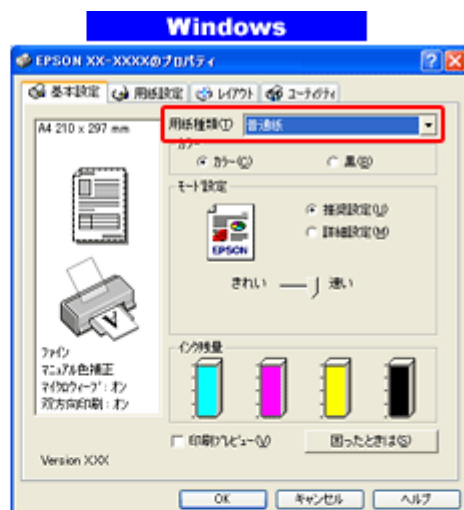 Windows
EPSON XX-XXXXのプロパティ
基本設定 用紙設定 レイアウト ユーティリティ
A4 210 x 297 mm
用紙種類(T) 普通紙
カラー
カラー(C) 黒(B)
モード設定
推奨設定(U)
詳細設定(M)
EPSON
きれい 速い
ファイン
マニュアル色補正
マイクロウィーブ : オン
双方向印刷 : オン
インク残量
印刷プレビュー(V) 困ったときは(S)
Version X.XX
OK キャンセル ヘルプ